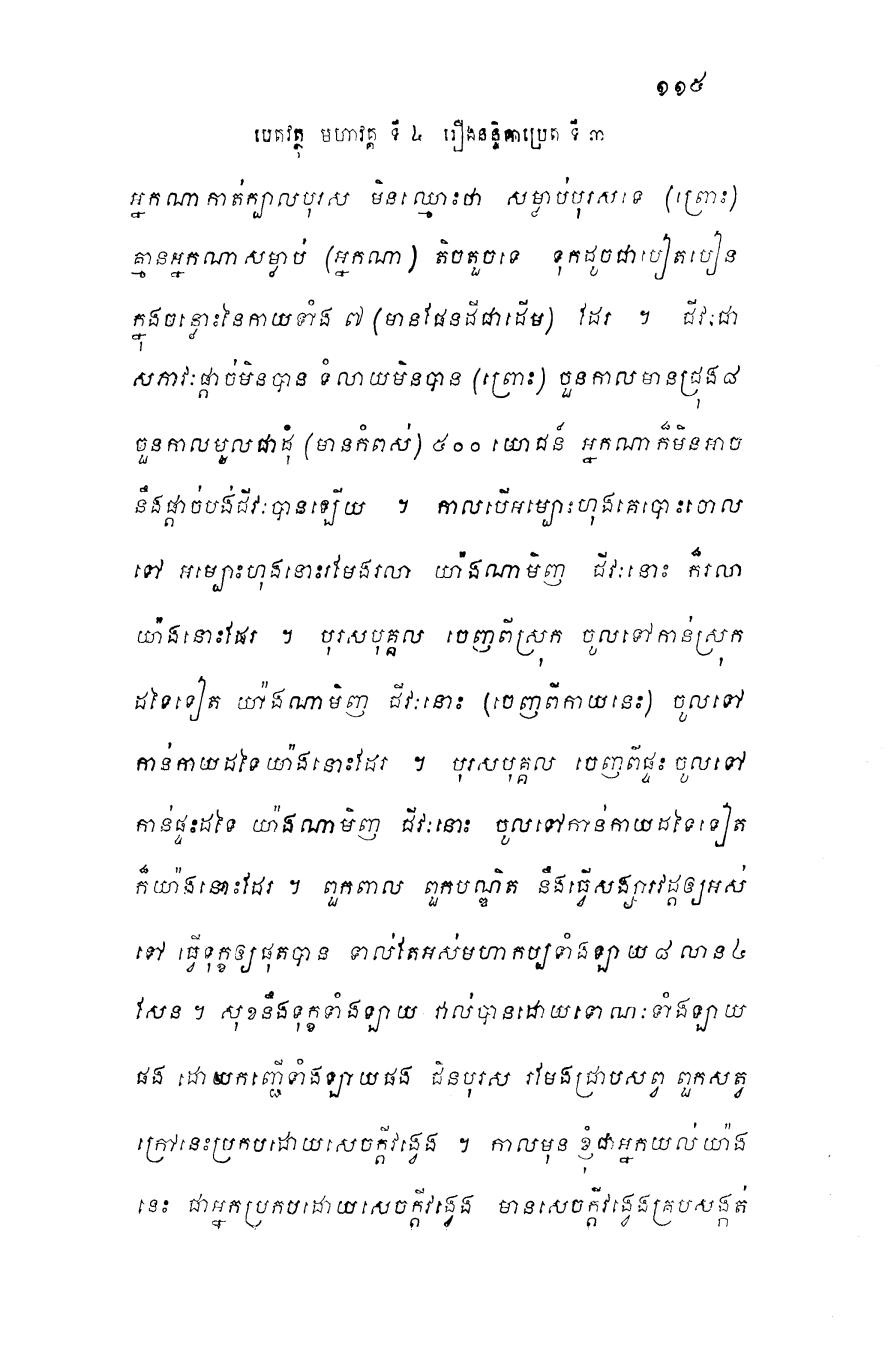 ១១៥
បេតវត្ថុ មហាវគ្គ ទី ៤ រឿងនន្ទិកាប្រេត ទី ៣
អ្នកណាកាត់ក្បាលបុរស មិនឈ្មោះថា សម្លាប់បុរសទេ (ព្រោះ)
គ្មានអ្នកណាសម្លាប់ (អ្នកណា) តិចតួចទេ ទុកដូចជាបៀតបៀន
ក្នុងចន្លោះនៃកាយទាំង ៧ (មានផែនដីជាដើម) ដែរ ។ ជីវៈជា
សភាវៈផ្តាច់មិនបាន ទំលាយមិនបាន (ព្រោះ) ចួនកាលមានជ្រុង៨
ចួនកាលមូលជាដុំ (មានកំពស់) ៥០០ យោជន៍ អ្នកណាក៏មិនអាច
នឹងផ្តាច់បង់ជីវៈបានឡើយ ។ កាលបើអម្បោះហុងគេបោះចោល
ទៅ អម្បោះហុងនោះរមែងរលា យ៉ាងណាមិញ ជីវៈនោះ ក៏រលា
យ៉ាងនោះដែរ ។ បុរសបុគ្គល ចេញពីស្រុក ចូលទៅកាន់ស្រុក
ដទៃទៀត យ៉ាងណាមិញ ជីវៈនោះ (ចេញពីកាយនេះ) ចូលទៅ
កាន់កាយដទៃយ៉ាងនោះដែរ ។ បុរសបុគ្គល ចេញពីផ្ទះ ចូលទៅ
កាន់ផ្ទះដទៃ យ៉ាងណាមិញ ជីវៈនោះ ចូលទៅកាន់កាយដទៃទៀត
ក៏យ៉ាងនោះដែរ ។ ពួកពាល ពួកបណ្ឌិត នឹងធ្វើសង្សារវដ្តឲ្យអស់
ទៅ ធ្វើទុក្ខឲ្យផុតបាន ទាល់តែអស់មហាកប្បទាំងឡាយ ៨ លាន ៤
សែន ។ សុខនឹងទុក្ខទាំងឡាយ វាល់បានដោយទោណៈទាំងឡាយ
ផង ដោយកញ្ជើទាំងឡាយផង ជិនបុរស រមែងជ្រាបសព្វ ពួកសត្វ
ក្រៅនេះប្រកបដោយសេចក្តីវង្វេង ។ កាលមុន ខ្ញុំជាអ្នកយល់យ៉ាង
នេះ ជាអ្នកប្រកបដោយសេចក្តីវង្វេង មានសេចក្តីវង្វេងគ្របសង្កត់